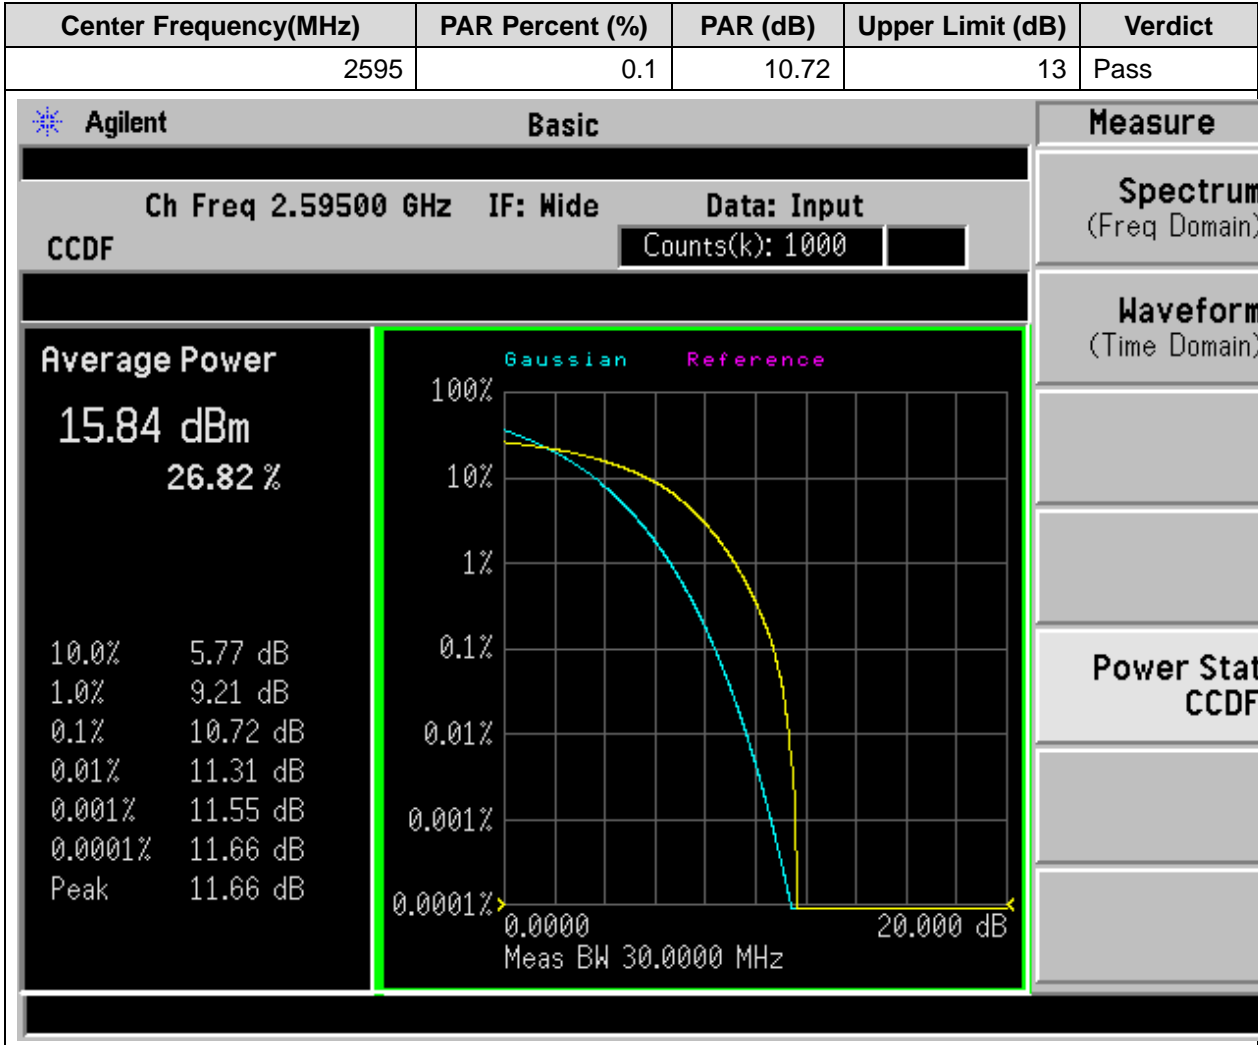 Center Frequency(MHz) PAR Percent (%) PAR (dB) Upper Limit (dB) Verdict
2595 0.1 10.72 13 Pass
Agilent Basic Measure
Ch Freq 2.59500 GHz IF: Wide Data: Input
CCDF Counts(k): 1000
Spectrum
(Freq Domain)
Waveform
(Time Domain)
Power Stat
CCDF
Average Power
15.84 dBm
26.82 %
10.0% 5.77 dB
1.0% 9.21 dB
0.1% 10.72 dB
0.01% 11.31 dB
0.001% 11.55 dB
0.0001% 11.66 dB
Peak 11.66 dB
Gaussian Reference
100%
10%
1%
0.1%
0.01%
0.001%
0.0001%
0.0000 20.000 dB
Meas BW 30.0000 MHz